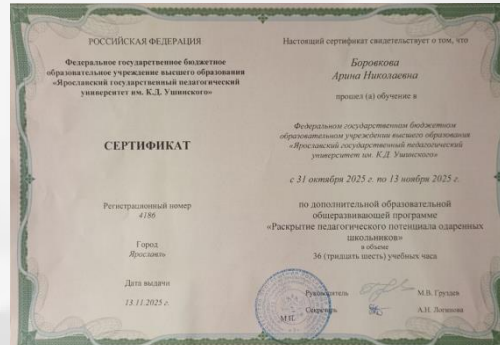 РОССИЙСКАЯ ФЕДЕРАЦИЯ
Федеральное государственное бюджетное
образовательное учреждение высшего образования
«Ярославский государственный педагогический
университет им. К.Д. Ушинского»
СЕРТИФИКАТ
Регистрационный номер
4186
Город
Ярославль
Дата выдачи
13.11.2025 г.
Настоящий сертификат свидетельствует о том, что
Боровкова
Арина Николаевна
прошел (а) обучение в
Федеральном государственном бюджетном
образовательном учреждении высшего образования
«Ярославский государственный педагогический
университет им. К.Д. Ушинского»
с 31 октября 2025 г. по 13 ноября 2025 г.
по дополнительной образовательной
общеразвивающей программе
«Раскрытие педагогического потенциала одаренных
школьников»
в объеме
36 (тридцать шесть) учебных часа
Руководитель М.В. Груздев
М.П. Секретарь А.Н.